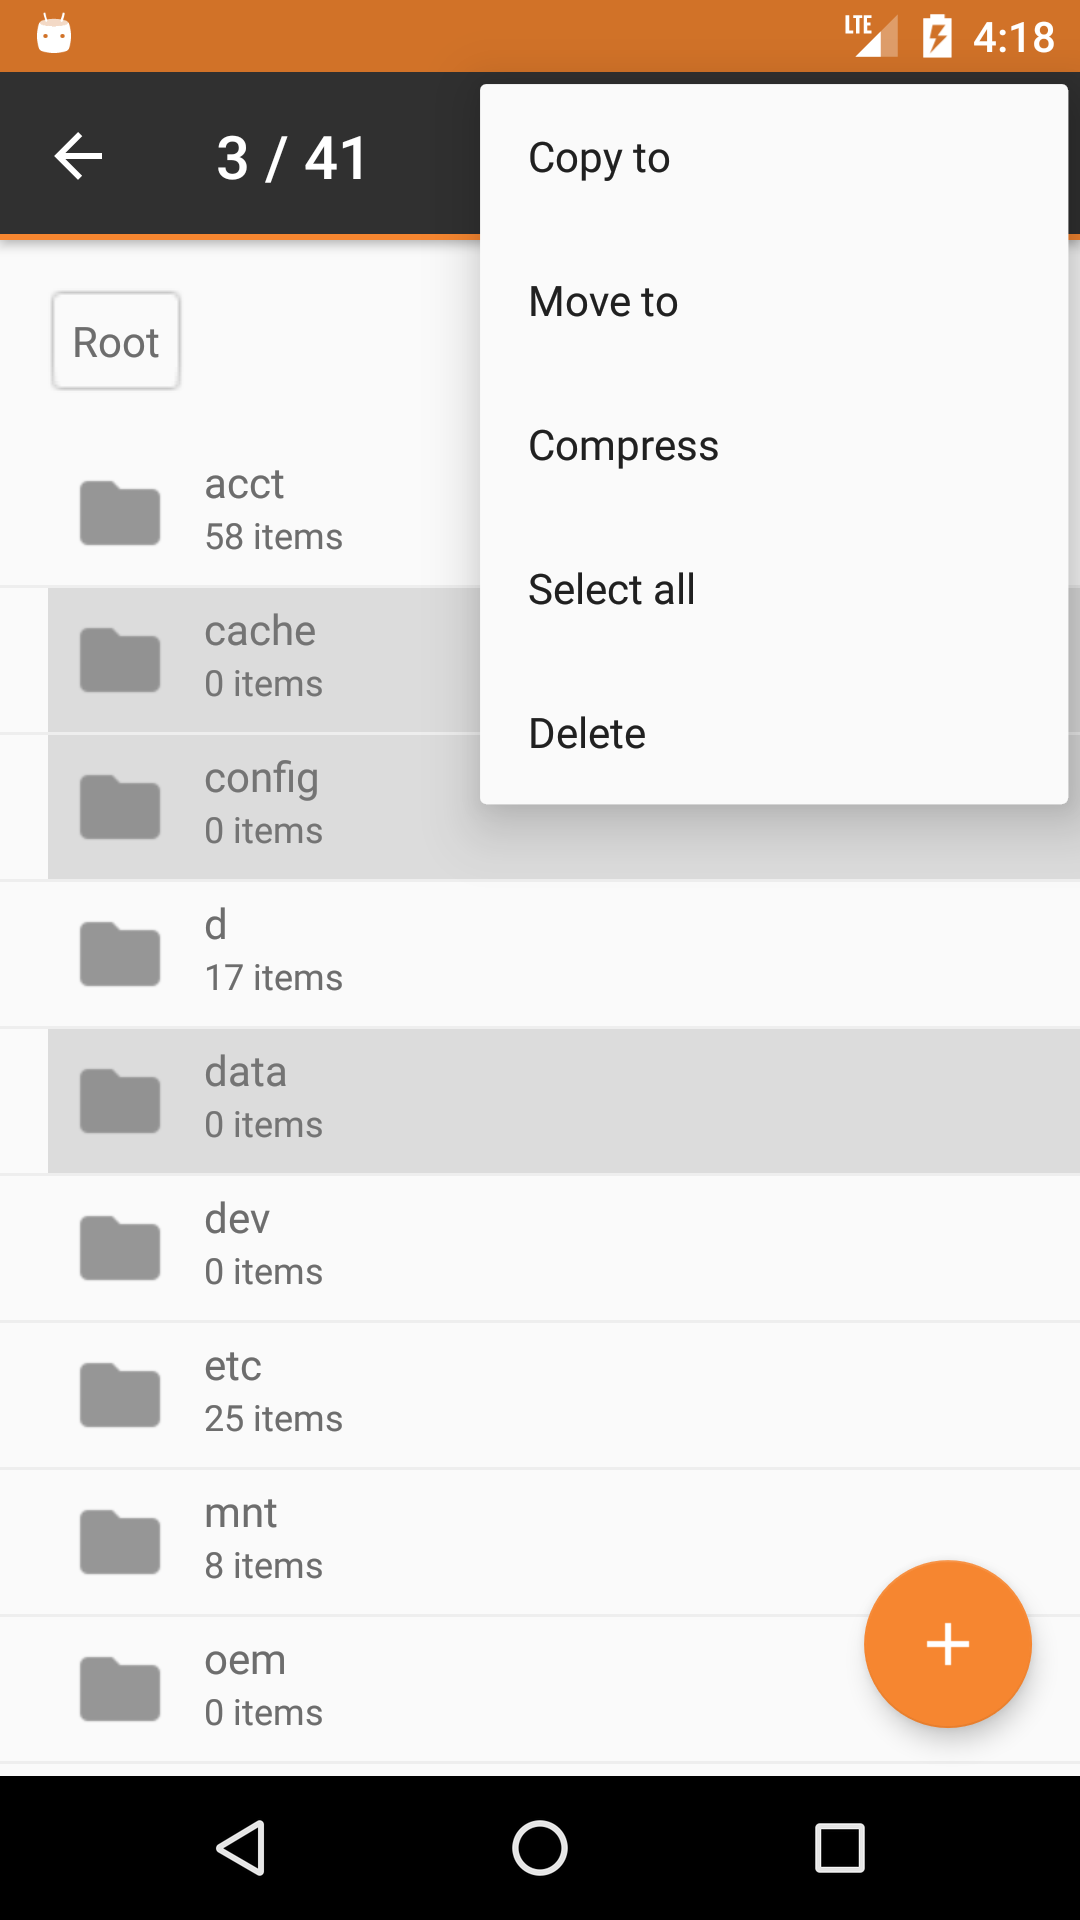 LTE 4:18
3 / 41
Copy to
Move to
Compress
Select all
Delete
Root
acct
58 items
cache
0 items
config
0 items
d
17 items
data
0 items
dev
0 items
etc
25 items
mnt
8 items
oem
0 items